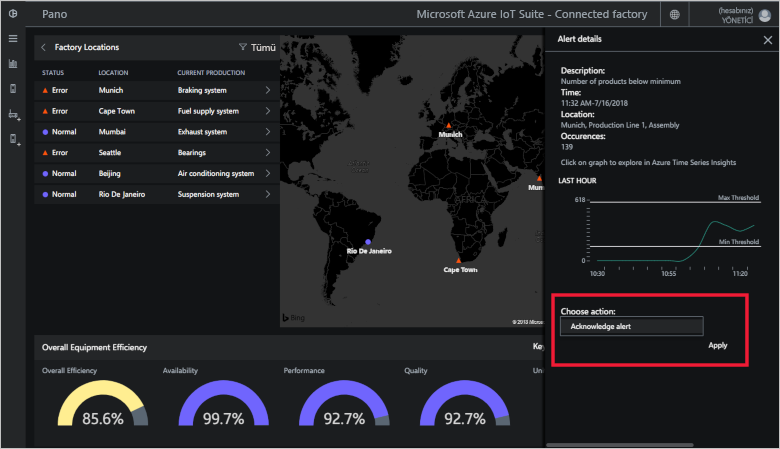 Pano
Microsoft Azure IoT Suite - Connected factory
(hesabınız)
YÖNETİCİ
Factory Locations
Tümü
STATUS LOCATION CURRENT PRODUCTION
Error Munich Braking system
Error Cape Town Fuel supply system
Normal Mumbai Exhaust system
Error Seattle Bearings
Normal Beijing Air conditioning system
Normal Rio De Janeiro Suspension system
AFRICA
Munich
Mum
Rio De Janeiro
Cape Town
Bing
© 2018 Micros
Alert details
Description:
Number of products below minimum
Time:
11:32 AM-7/16/2018
Location:
Munich, Production Line 1, Assembly
Occurences:
139
Click on graph to explore in Azure Time Series Insights
LAST HOUR
618
Max Threshold
Min Threshold
0
10:30 10:55 11:20
Choose action:
Acknowledge alert
Apply
Overall Equipment Efficiency
Key
Overall Efficiency Availability Performance Quality Uni
85.6% 99.7% 92.7% 92.7%